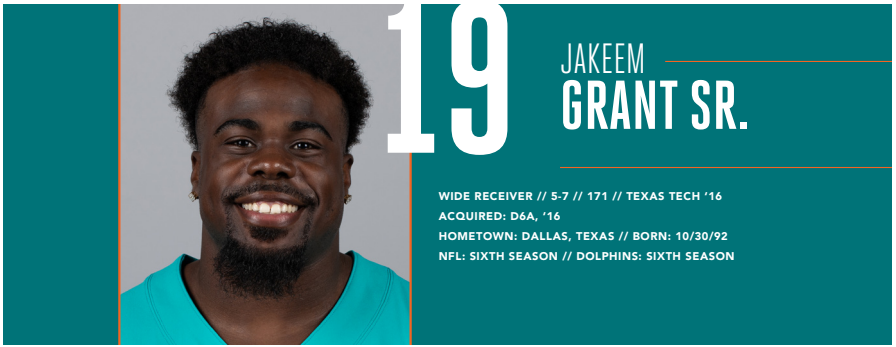 19
JAKEEM
GRANT SR.
WIDE RECEIVER // 5-7 // 171 // TEXAS TECH ’16
ACQUIRED: D6A, ’16
HOMETOWN: DALLAS, TEXAS // BORN: 10/30/92
NFL: SIXTH SEASON // DOLPHINS: SIXTH SEASON